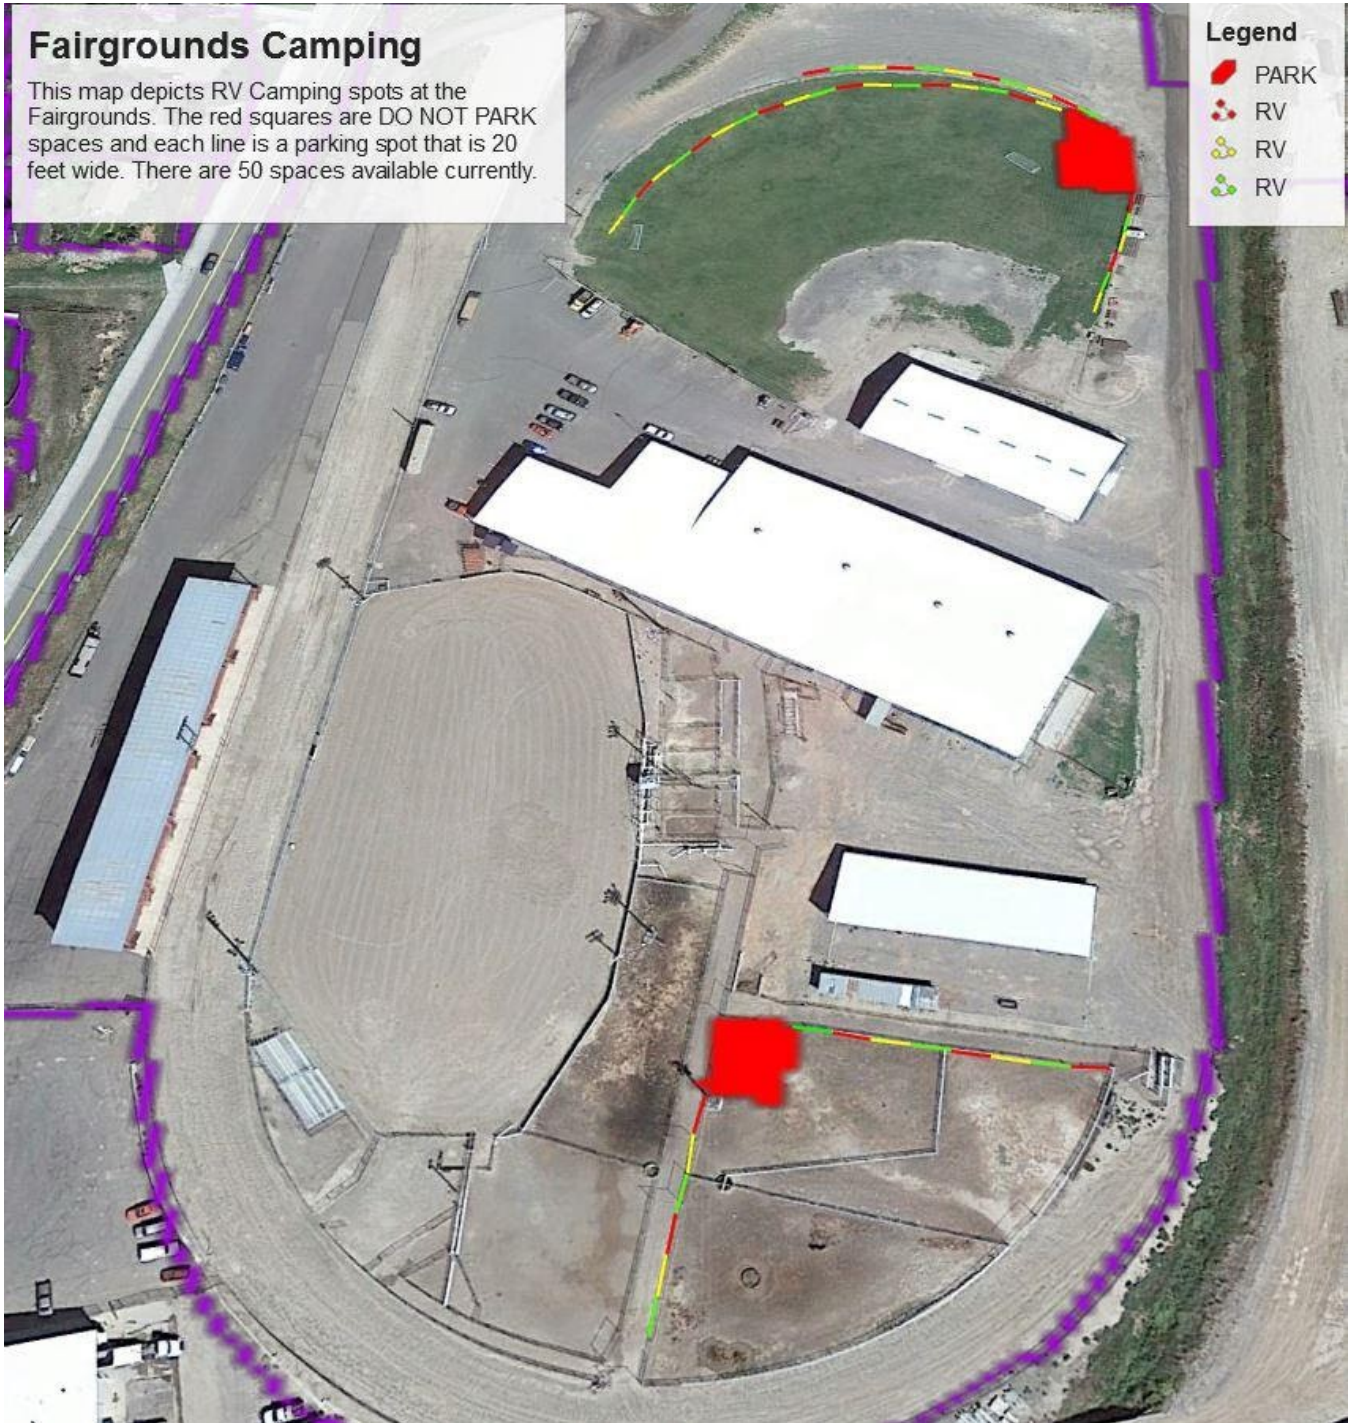 Fairgrounds Camping
This map depicts RV Camping spots at the
Fairgrounds. The red squares are DO NOT PARK
spaces and each line is a parking spot that is 20
feet wide. There are 50 spaces available currently.
Legend
PARK
RV
RV
RV